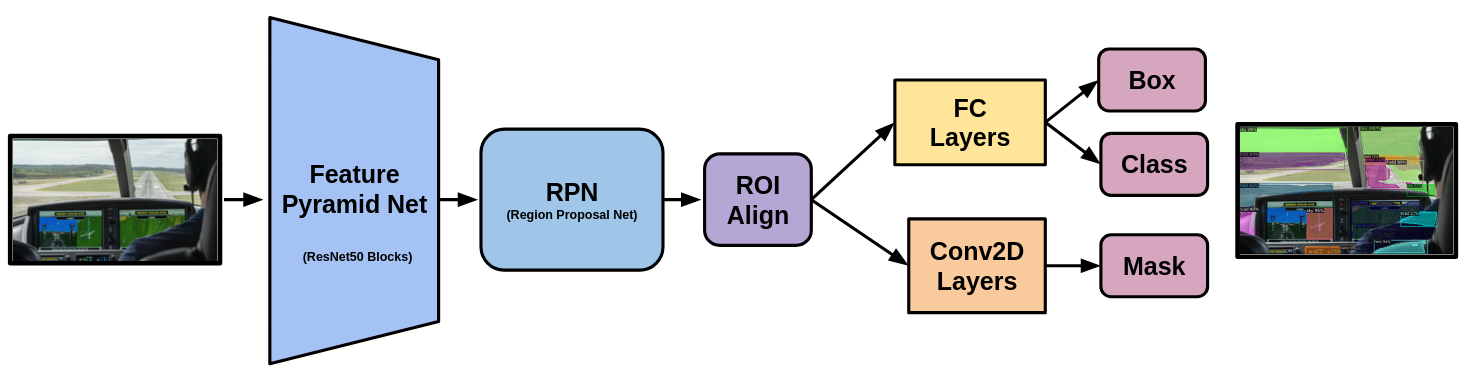 Feature
Pyramid Net
(ResNet50 Blocks)
RPN
(Region Proposal Net)
ROI
Align
FC
Layers
Conv2D
Layers
Box
Class
Mask